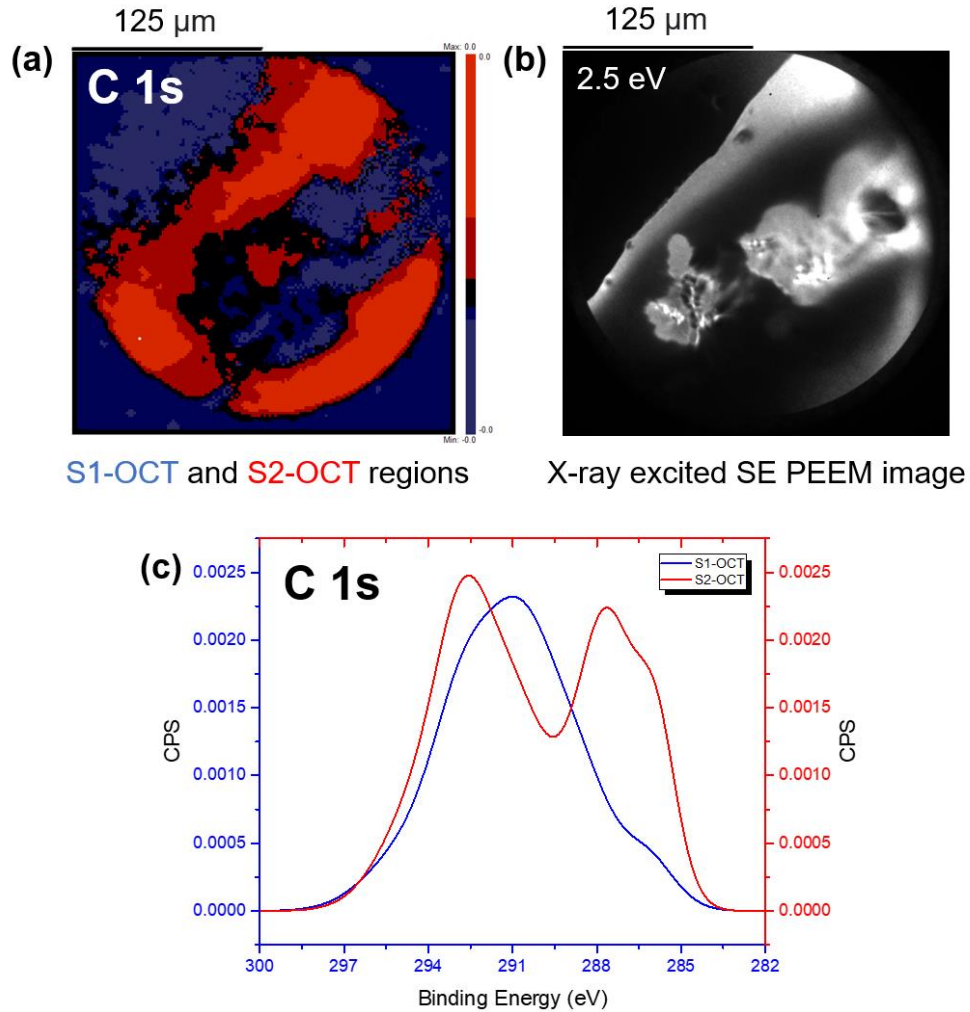 125 µm
125 µm
(a)
C 1s
Max: 0.0
0.0
-0.0
Min: -0.0
(b)
2.5 eV
S1-OCT and S2-OCT regions
X-ray excited SE PEEM image
(c)
C 1s
S1-OCT
S2-OCT
0.0025
0.0020
0.0015
0.0010
0.0005
0.0000
CPS
0.0025
0.0020
0.0015
0.0010
0.0005
0.0000
CPS
300 297 294 291 288 285 282
Binding Energy (eV)